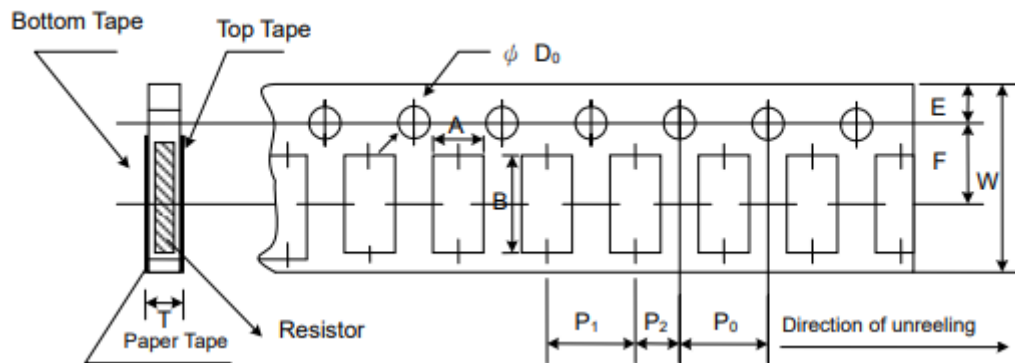 Bottom Tape
Top Tape
ϕ D₀
A
E
F
W
B
T
Paper Tape
Resistor
P₁
P₂
P₀
Direction of unreeling